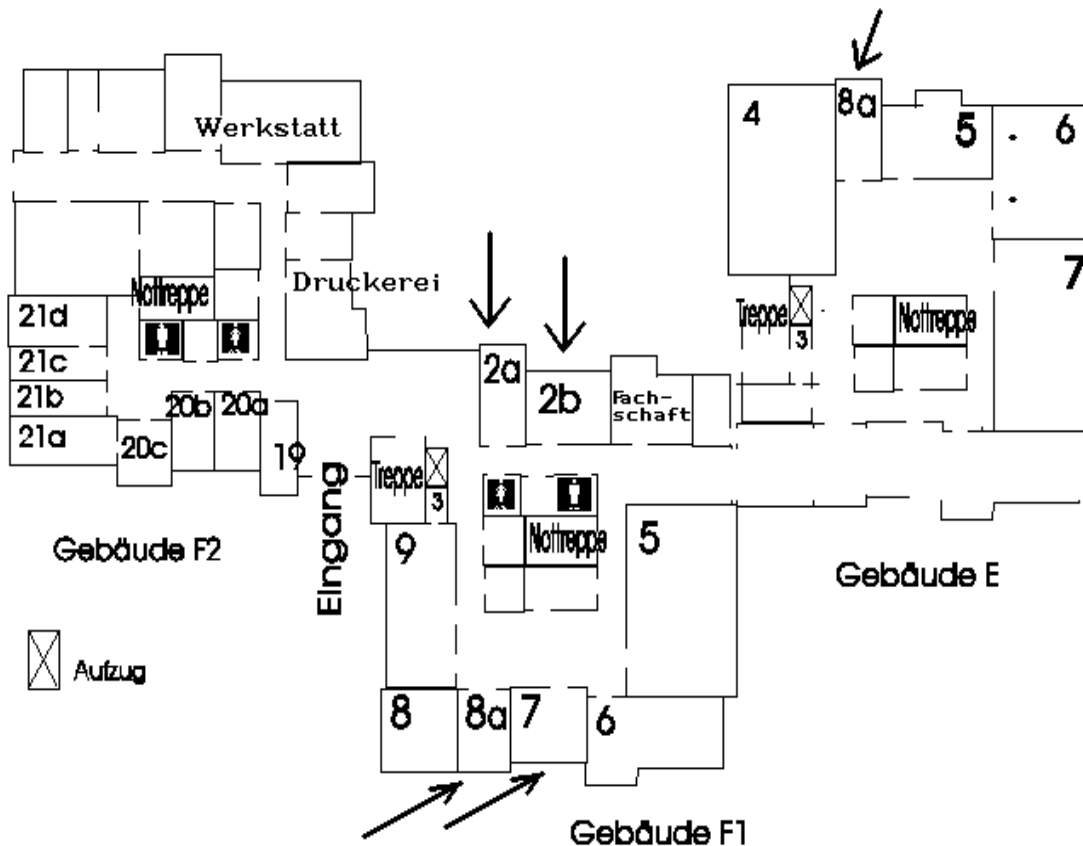 4
8a
5
6
Werkstatt
7
Druckerei
Nottreppe
21d
Treppe
3
Nottreppe
21c
2a
21b
20b
20a
2b
Fach-
schaft
21a
20c
19
Treppe
3
Eingang
9
Nottreppe
5
Gebäude F2
Gebäude E
Aufzug
8
8a
7
6
Gebäude F1